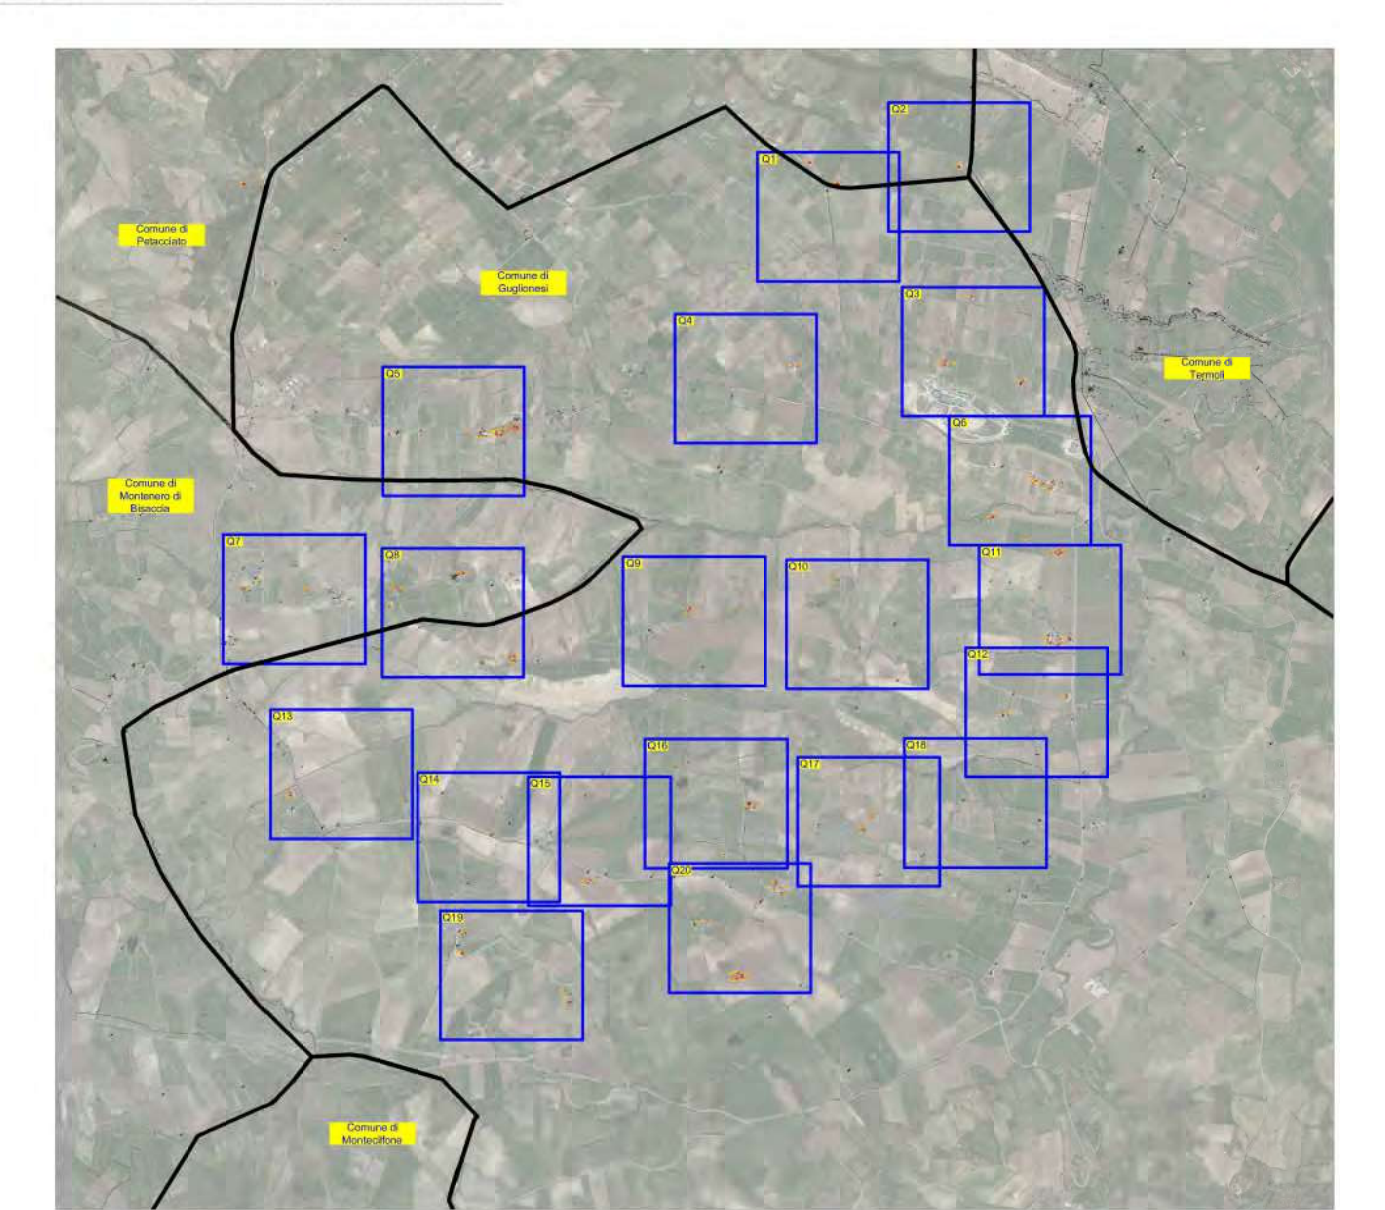 Q2
Q1
Comune di
Petacciato
Comune di
Guglionesi
Q3
Q4
Comune di
Termoli
Q5
Q6
Comune di
Montenero di
Bisaccia
Q7
Q8
Q9
Q10
Q11
Q12
Q13
Q14
Q15
Q16
Q17
Q18
Q20
Q19
Comune di
Montecilfone